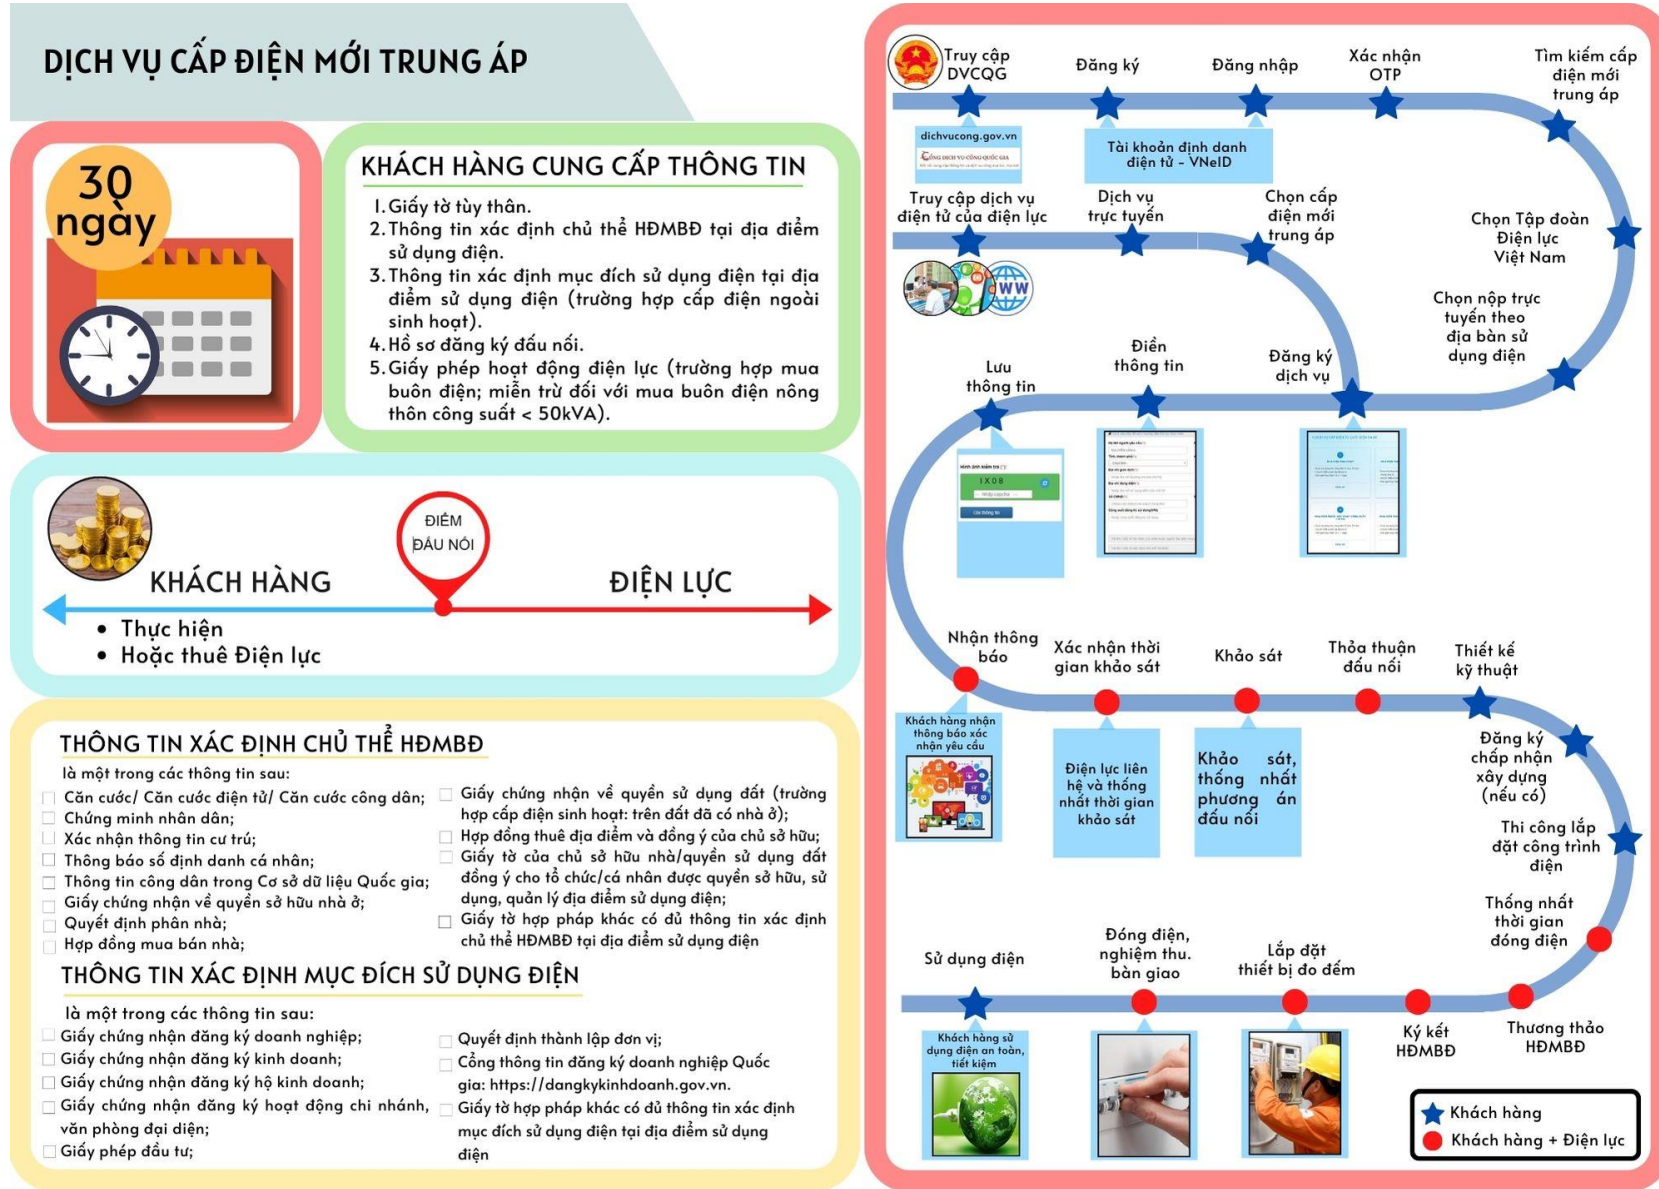 DỊCH VỤ CẤP ĐIỆN MỚI TRUNG ÁP
30
ngày
KHÁCH HÀNG CUNG CẤP THÔNG TIN
1. Giấy tờ tùy thân.
2. Thông tin xác định chủ thể HĐMBĐ tại địa điểm
sử dụng điện.
3. Thông tin xác định mục đích sử dụng điện tại địa
điểm sử dụng điện (trường hợp cấp điện ngoài
sinh hoạt).
4. Hồ sơ đăng ký đấu nối.
5. Giấy phép hoạt động điện lực (trường hợp mua
buôn điện; miễn trừ đối với mua buôn điện nông
thôn công suất < 50kVA).
ĐIỂM
ĐẤU NỐI
KHÁCH HÀNG
ĐIỆN LỰC
• Thực hiện
• Hoặc thuê Điện lực
THÔNG TIN XÁC ĐỊNH CHỦ THỂ HĐMBĐ
là một trong các thông tin sau:
Căn cước/ Căn cước điện tử/ Căn cước công dân;
Chứng minh nhân dân;
Xác nhận thông tin cư trú;
Thông báo số định danh cá nhân;
Thông tin công dân trong Cơ sở dữ liệu Quốc gia;
Giấy chứng nhận về quyền sở hữu nhà ở;
Quyết định phân nhà;
Hợp đồng mua bán nhà;
Giấy chứng nhận về quyền sử dụng đất (trường
hợp cấp điện sinh hoạt: trên đất đã có nhà ở);
Hợp đồng thuê địa điểm và đồng ý của chủ sở hữu;
Giấy tờ của chủ sở hữu nhà/quyền sử dụng đất
đồng ý cho tổ chức/cá nhân được quyền sở hữu, sử
dụng, quản lý địa điểm sử dụng điện;
Giấy tờ hợp pháp khác có đủ thông tin xác định
chủ thể HĐMBĐ tại địa điểm sử dụng điện
THÔNG TIN XÁC ĐỊNH MỤC ĐÍCH SỬ DỤNG ĐIỆN
là một trong các thông tin sau:
Giấy chứng nhận đăng ký doanh nghiệp;
Giấy chứng nhận đăng ký kinh doanh;
Giấy chứng nhận đăng ký hộ kinh doanh;
Giấy chứng nhận đăng ký hoạt động chi nhánh,
văn phòng đại diện;
Giấy phép đầu tư;
Quyết định thành lập đơn vị;
Cổng thông tin đăng ký doanh nghiệp Quốc
gia: https://dangkykinhdoanh.gov.vn.
Giấy tờ hợp pháp khác có đủ thông tin xác định
mục đích sử dụng điện tại địa điểm sử dụng
điện
Truy cập
DVCQG
Đăng ký
Đăng nhập
Xác nhận
OTP
Tìm kiếm cấp
điện mới
trung áp
dichvucong.gov.vn
CỔNG DỊCH VỤ CÔNG QUỐC GIA
Tài khoản định danh
điện tử - VNeID
Truy cập dịch vụ
điện tử của điện lực
Dịch vụ
trực tuyến
Chọn cấp
điện mới
trung áp
Chọn Tập đoàn
Điện lực
Việt Nam
WW
Chọn nộp trực
tuyến theo
địa bàn sử
dụng điện
Lưu
thông tin
Điền
thông tin
Đăng ký
dịch vụ
1X08
Nhận thông
báo
Xác nhận thời
gian khảo sát
Khảo sát
Thỏa thuận
đấu nối
Thiết kế
kỹ thuật
Khách hàng nhận
thông báo xác
nhận yêu cầu
Điện lực liên
hệ và thống
nhất thời gian
khảo sát
Khảo sát,
thống nhất
phương án
đấu nối
Đăng ký
chấp nhận
xây dựng
(nếu có)
Thi công lắp
đặt công trình
điện
Thống nhất
thời gian
đóng điện
Sử dụng điện
Đóng điện,
nghiệm thu.
bàn giao
Lắp đặt
thiết bị đo đếm
Ký kết
HĐMBĐ
Thương thảo
HĐMBĐ
Khách hàng sử
dụng điện an toàn,
tiết kiệm
Khách hàng
Khách hàng + Điện lực